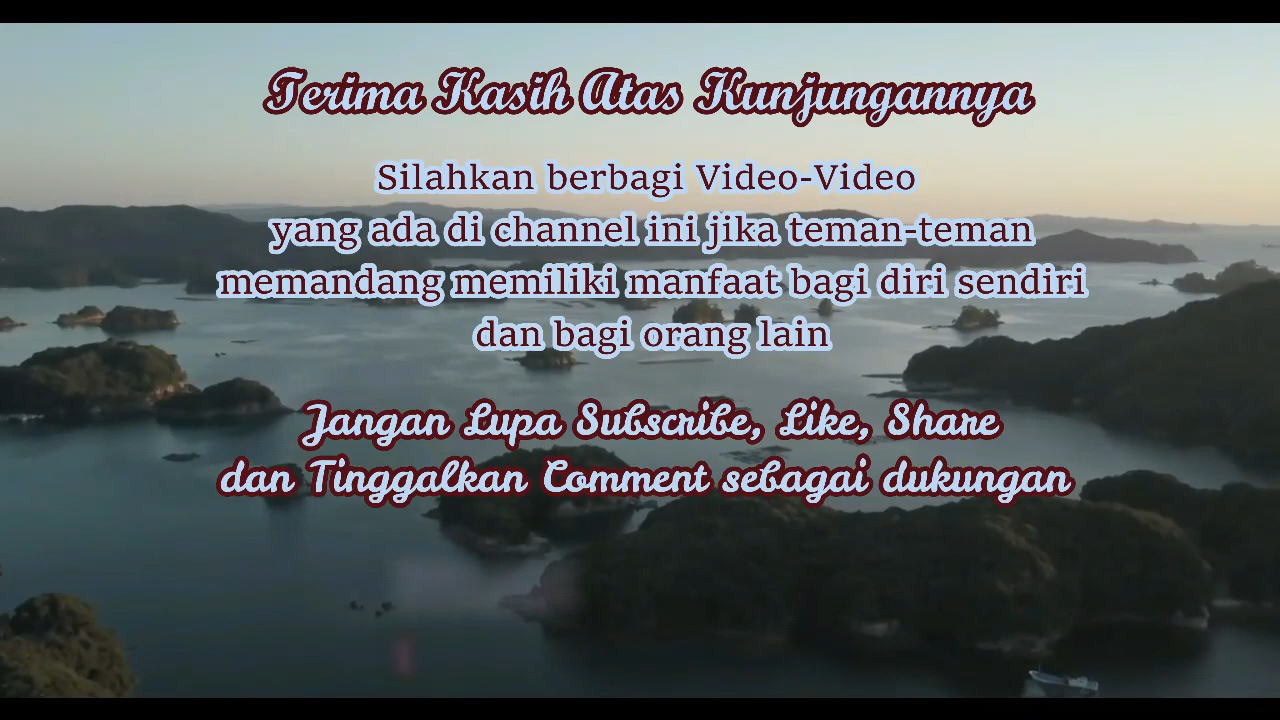 Terima Kasih Atas Kunjungannya
Silahkan berbagi Video-Video
yang ada di channel ini jika teman-teman
memandang memiliki manfaat bagi diri sendiri
dan bagi orang lain
Jangan Lupa Subscribe, Like, Share
dan Tinggalkan Comment sebagai dukungan